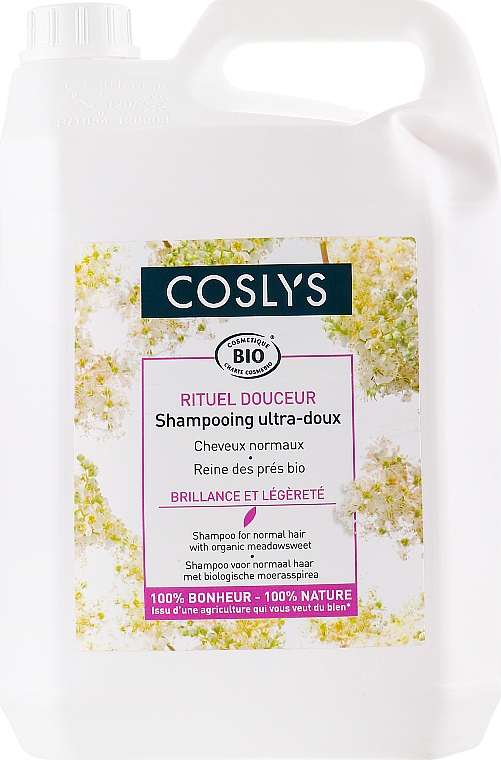 COSLYS
COSMETIQUE
BIO
CHARTE COSMEBIO
RITUEL DOUCEUR
Shampooing ultra-doux
Cheveux normaux
•
Reine des prés bio
BRILLANCE ET LÉGÈRETÉ
Shampoo for normal hair
with organic meadowsweet
•
Shampoo voor normaal haar
met biologische moerasspirea
100% BONHEUR - 100% NATURE
Issu d'une agriculture qui vous veut du bien*